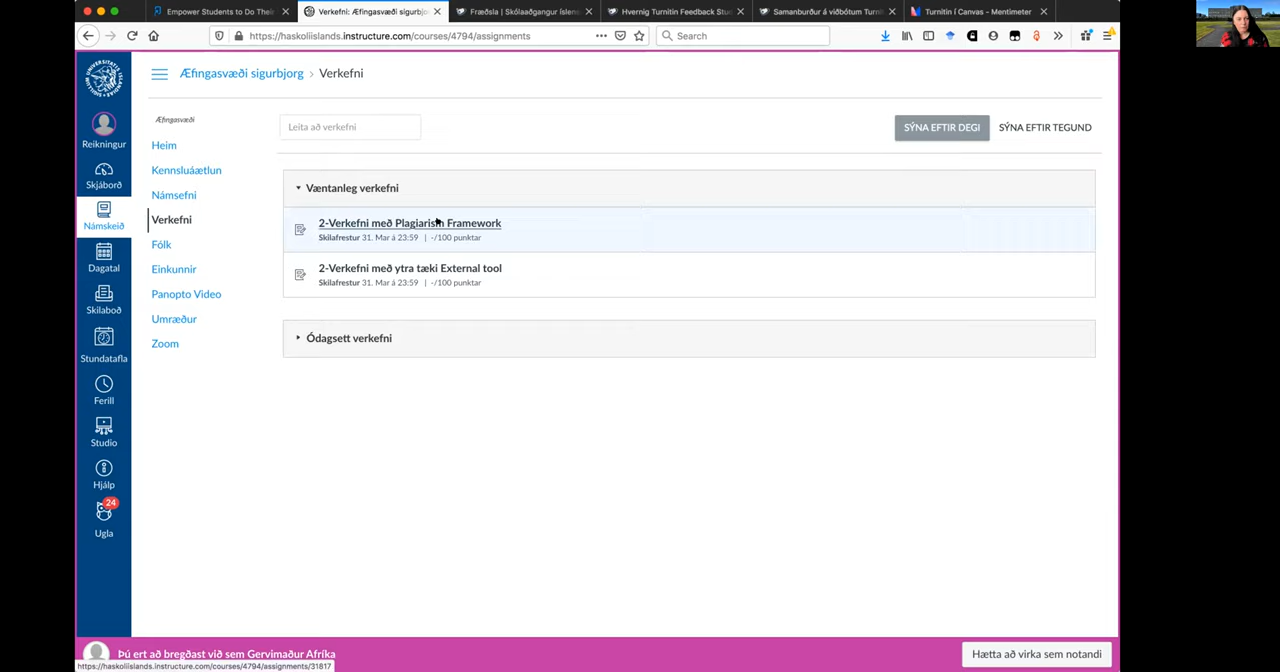 Empower Students to Do Thei
Verkefni: Æfingasvæði sigurbjorg
Fræðsla | Skólaaðgangur íslens
Hvernig Turnitin Feedback Stu
Samanburður á viðbótum Turni
Turnitin í Canvas - Mentimeter
https://haskoliislands.instructure.com/courses/4794/assignments
Search
Æfingasvæði sigurbjorg › Verkefni
Æfingasvæði
Leita að verkefni
SÝNA EFTIR DEGI
SÝNA EFTIR TEGUND
Reikningur
Skjáborð
Námskeið
Dagatal
Skilaboð
Stundatafla
Ferill
Studio
Hjálp
24
Ugla
Heim
Kennsluáætlun
Námsefni
Verkefni
Fólk
Einkunnir
Panopto Video
Umræður
Zoom
Væntanleg verkefni
2-Verkefni með Plagiarism Framework
Skilafrestur 31. Mar á 23:59 | -/100 punktar
2-Verkefni með ytra tæki External tool
Skilafrestur 31. Mar á 23:59 | -/100 punktar
Ódagsett verkefni
Þú ert að bregðast við sem Gervimaður Afríka
Hætta að virka sem notandi
https://haskoliislands.instructure.com/courses/4794/assignments/31817